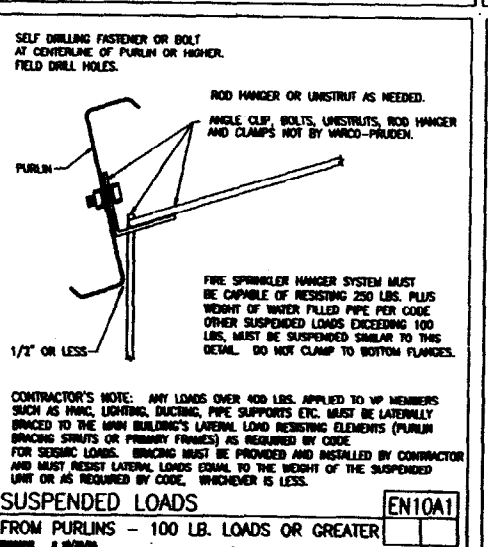 SELF DRILLING FASTENER OR BOLT
AT CENTERLINE OF PURLIN OR HIGHER.
FIELD DRILL HOLES.
ROD HANGER OR UNISTRUT AS NEEDED.
ANGLE CLIP, BOLTS, UNISTRUTS, ROD HANGER
AND CLAMPS NOT BY VARCO-PRUDEN.
PURLIN
FIRE SPRINKLER HANGER SYSTEM MUST
BE CAPABLE OF RESISTING 250 LBS. PLUS
WEIGHT OF WATER FILLED PIPE PER CODE
OTHER SUSPENDED LOADS EXCEEDING 100
LBS, MUST BE SUSPENDED SIMILAR TO THIS
DETAIL. DO NOT CLAMP TO BOTTOM FLANGES.
1/2" OR LESS
CONTRACTOR'S NOTE: ANY LOADS OVER 400 LBS. APPLIED TO VP MEMBERS
SUCH AS HVAC, LIGHTING, DUCTING, PIPE SUPPORTS ETC. MUST BE LATERALLY
BRACED TO THE MAIN BUILDING'S LATERAL LOAD RESISTING ELEMENTS (PURLIN
BRACING STRUTS OR PRIMARY FRAMES) AS REQUIRED BY CODE
FOR SEISMIC LOADS. BRACING MUST BE PROVIDED AND INSTALLED BY CONTRACTOR
AND MUST RESIST LATERAL LOADS EQUAL TO THE WEIGHT OF THE SUSPENDED
UNIT OR AS REQUIRED BY CODE, WHICHEVER IS LESS.
SUSPENDED LOADS
EN10A1
FROM PURLINS - 100 LB. LOADS OR GREATER